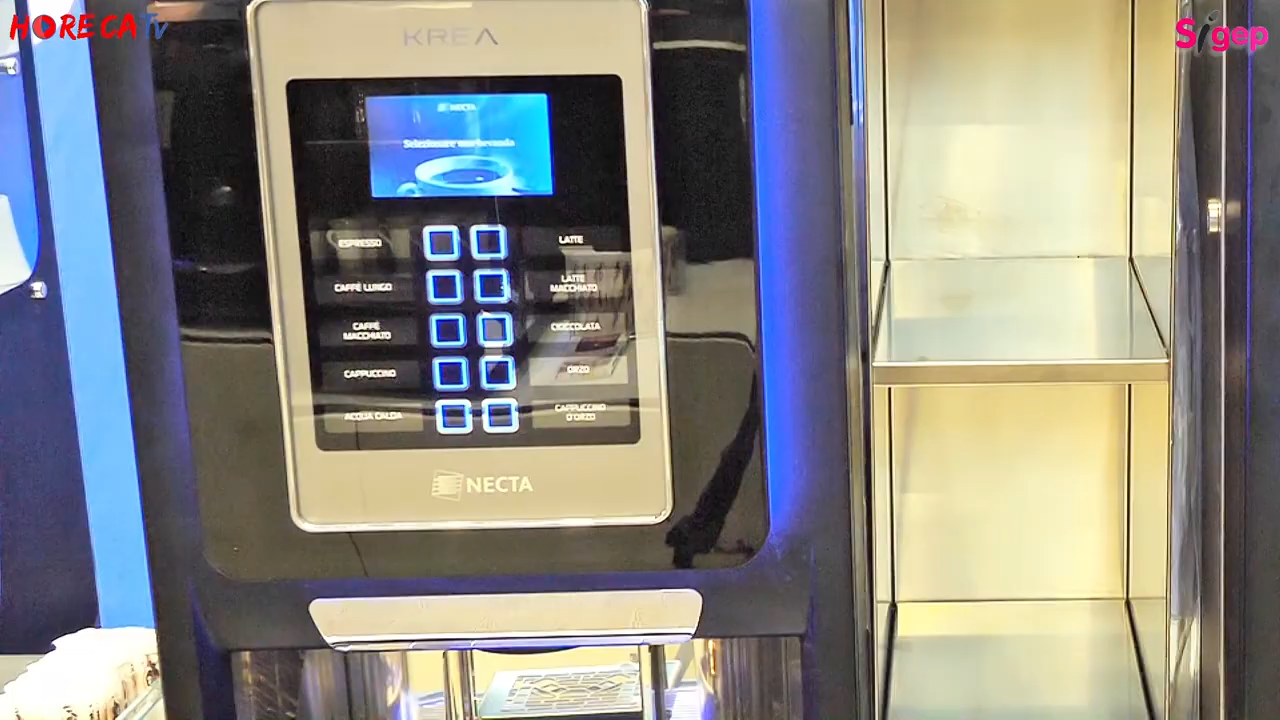 HORECA Tv
Sigep
KREA
NECTA
Selezionare una bevanda
ESPRESSO
LATTE
CAFFÈ LUNGO
LATTE
MACCHIATO
CAFFÈ
MACCHIATO
CIOCCOLATA
CAPPUCCINO
ORZO
ACQUA CALDA
CAPPUCCINO
D'ORZO
NECTA